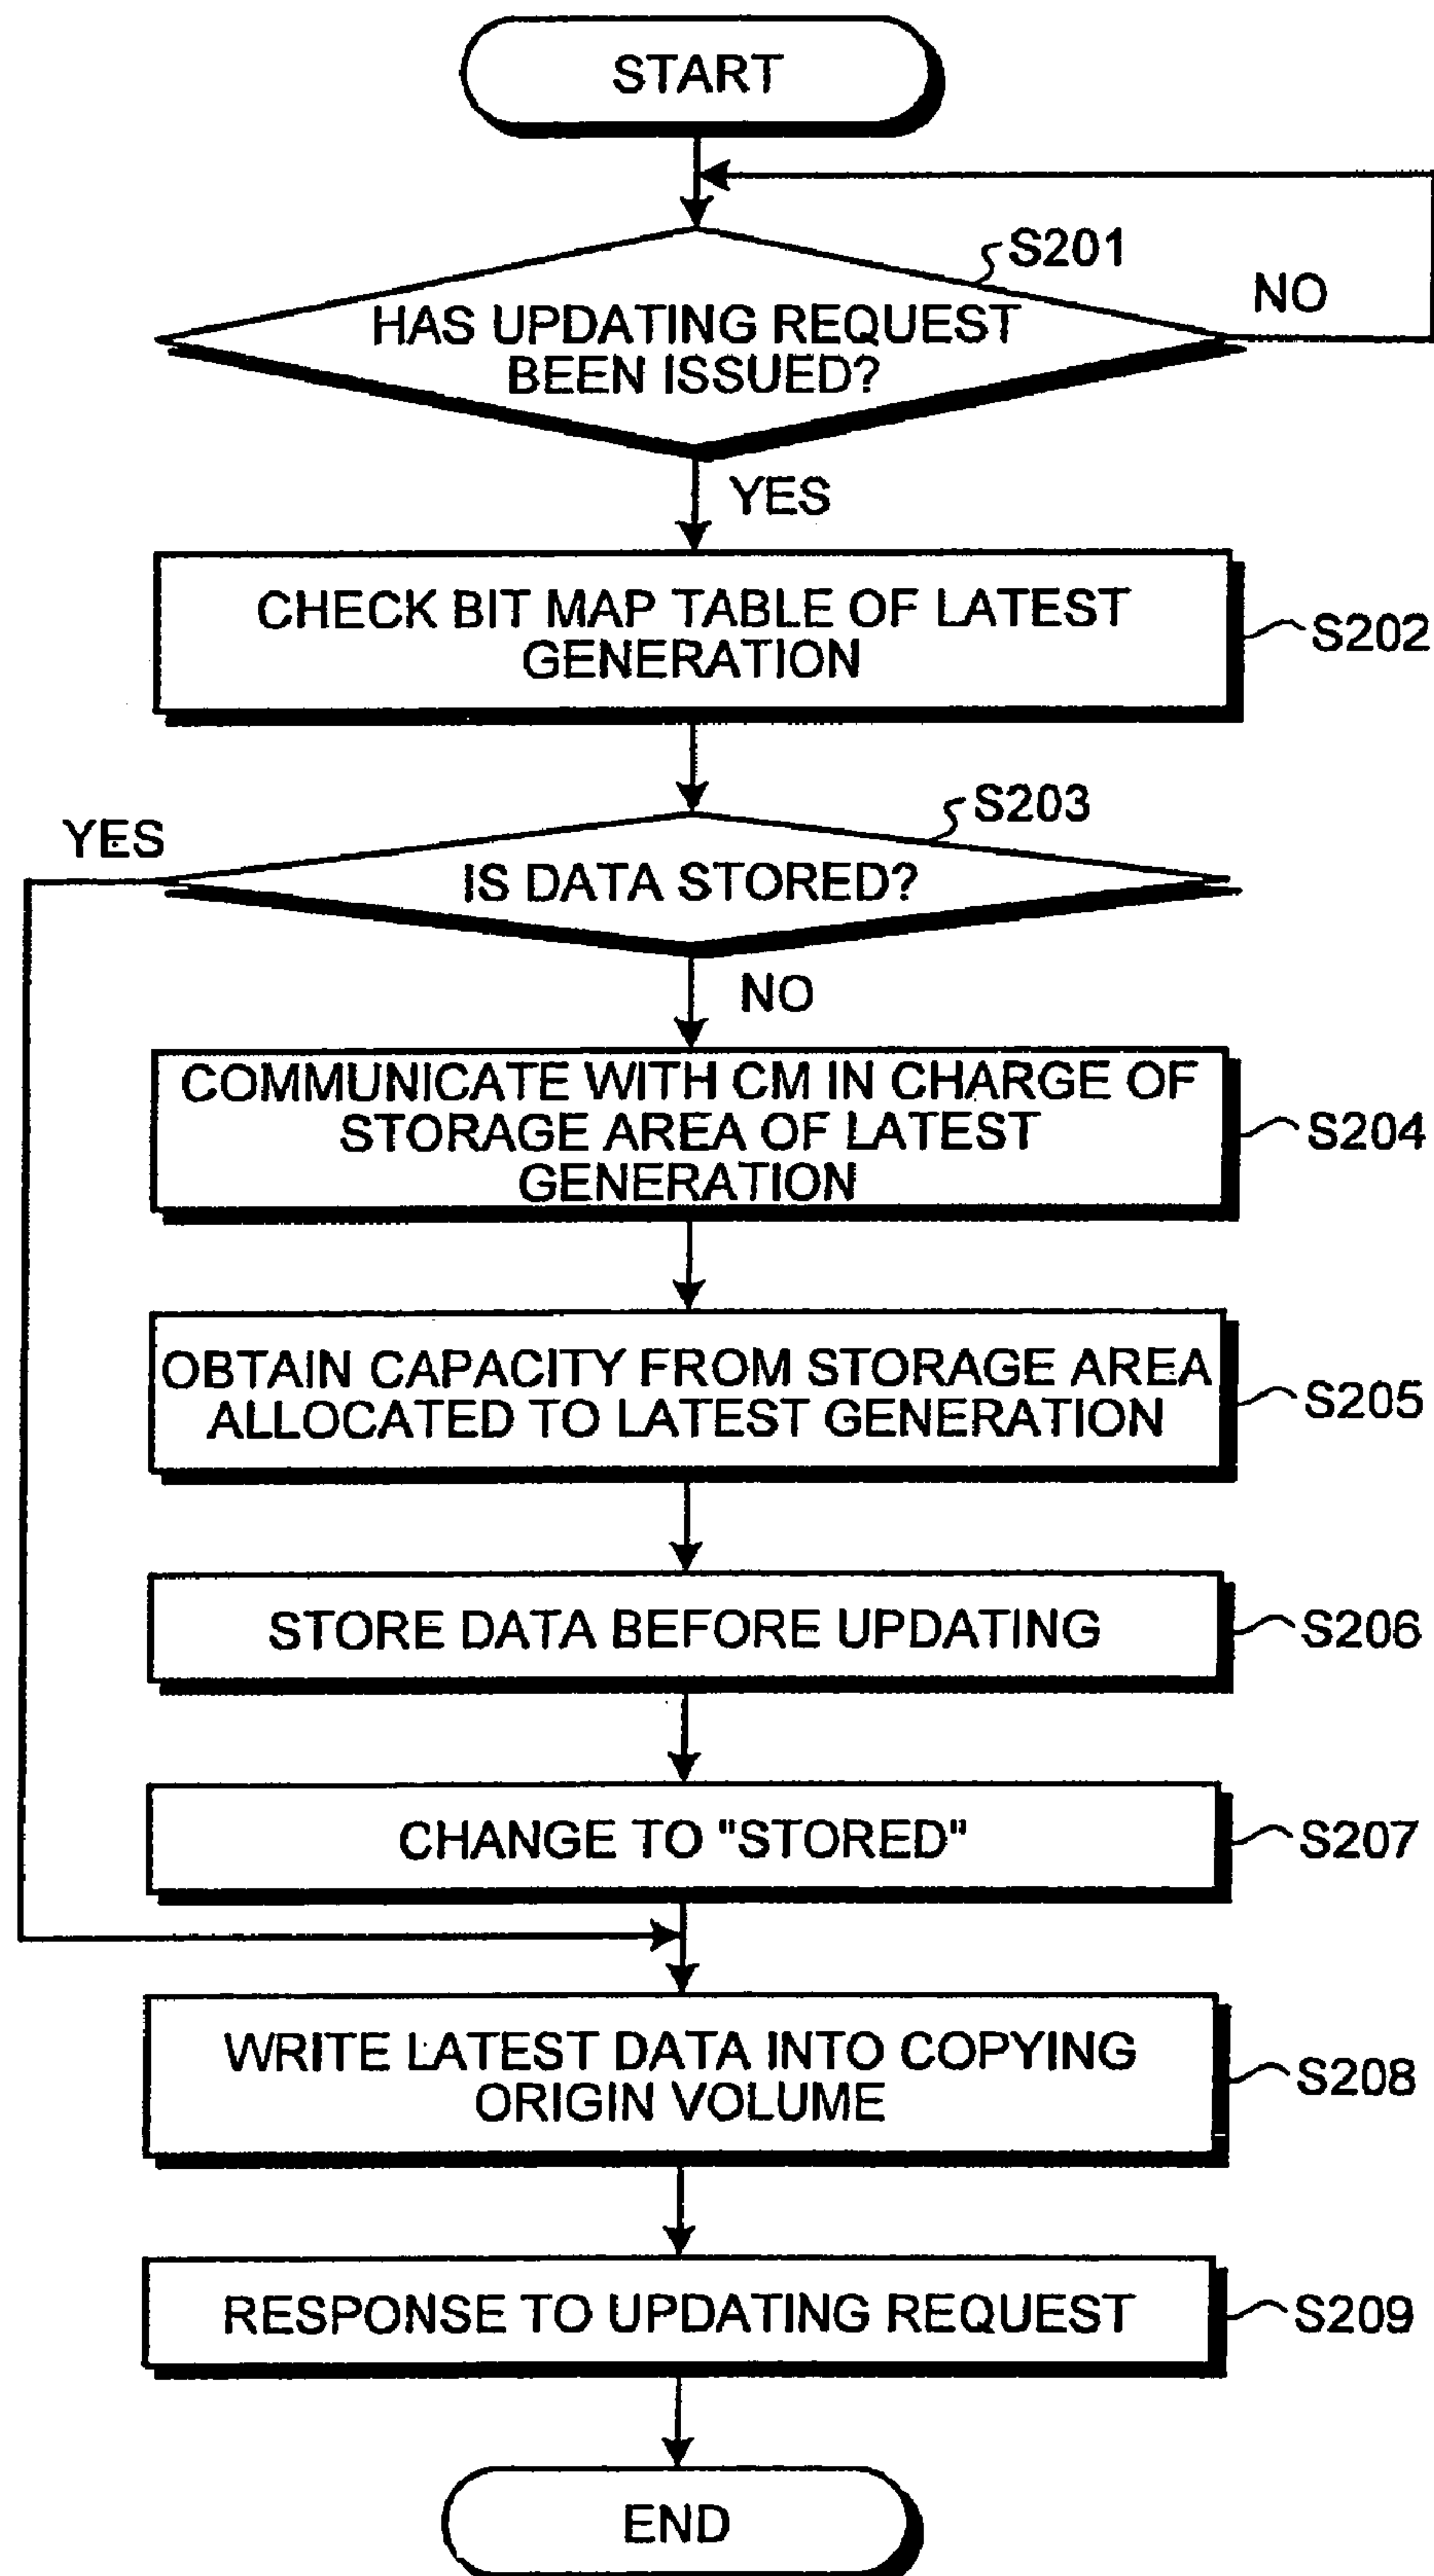 START
S201
NO
HAS UPDATING REQUEST
BEEN ISSUED?
YES
CHECK BIT MAP TABLE OF LATEST
GENERATION
S202
S203
YES
IS DATA STORED?
NO
COMMUNICATE WITH CM IN CHARGE OF
STORAGE AREA OF LATEST
GENERATION
S204
OBTAIN CAPACITY FROM STORAGE AREA
ALLOCATED TO LATEST GENERATION
S205
STORE DATA BEFORE UPDATING
S206
CHANGE TO "STORED"
S207
WRITE LATEST DATA INTO COPYING
ORIGIN VOLUME
S208
RESPONSE TO UPDATING REQUEST
S209
END